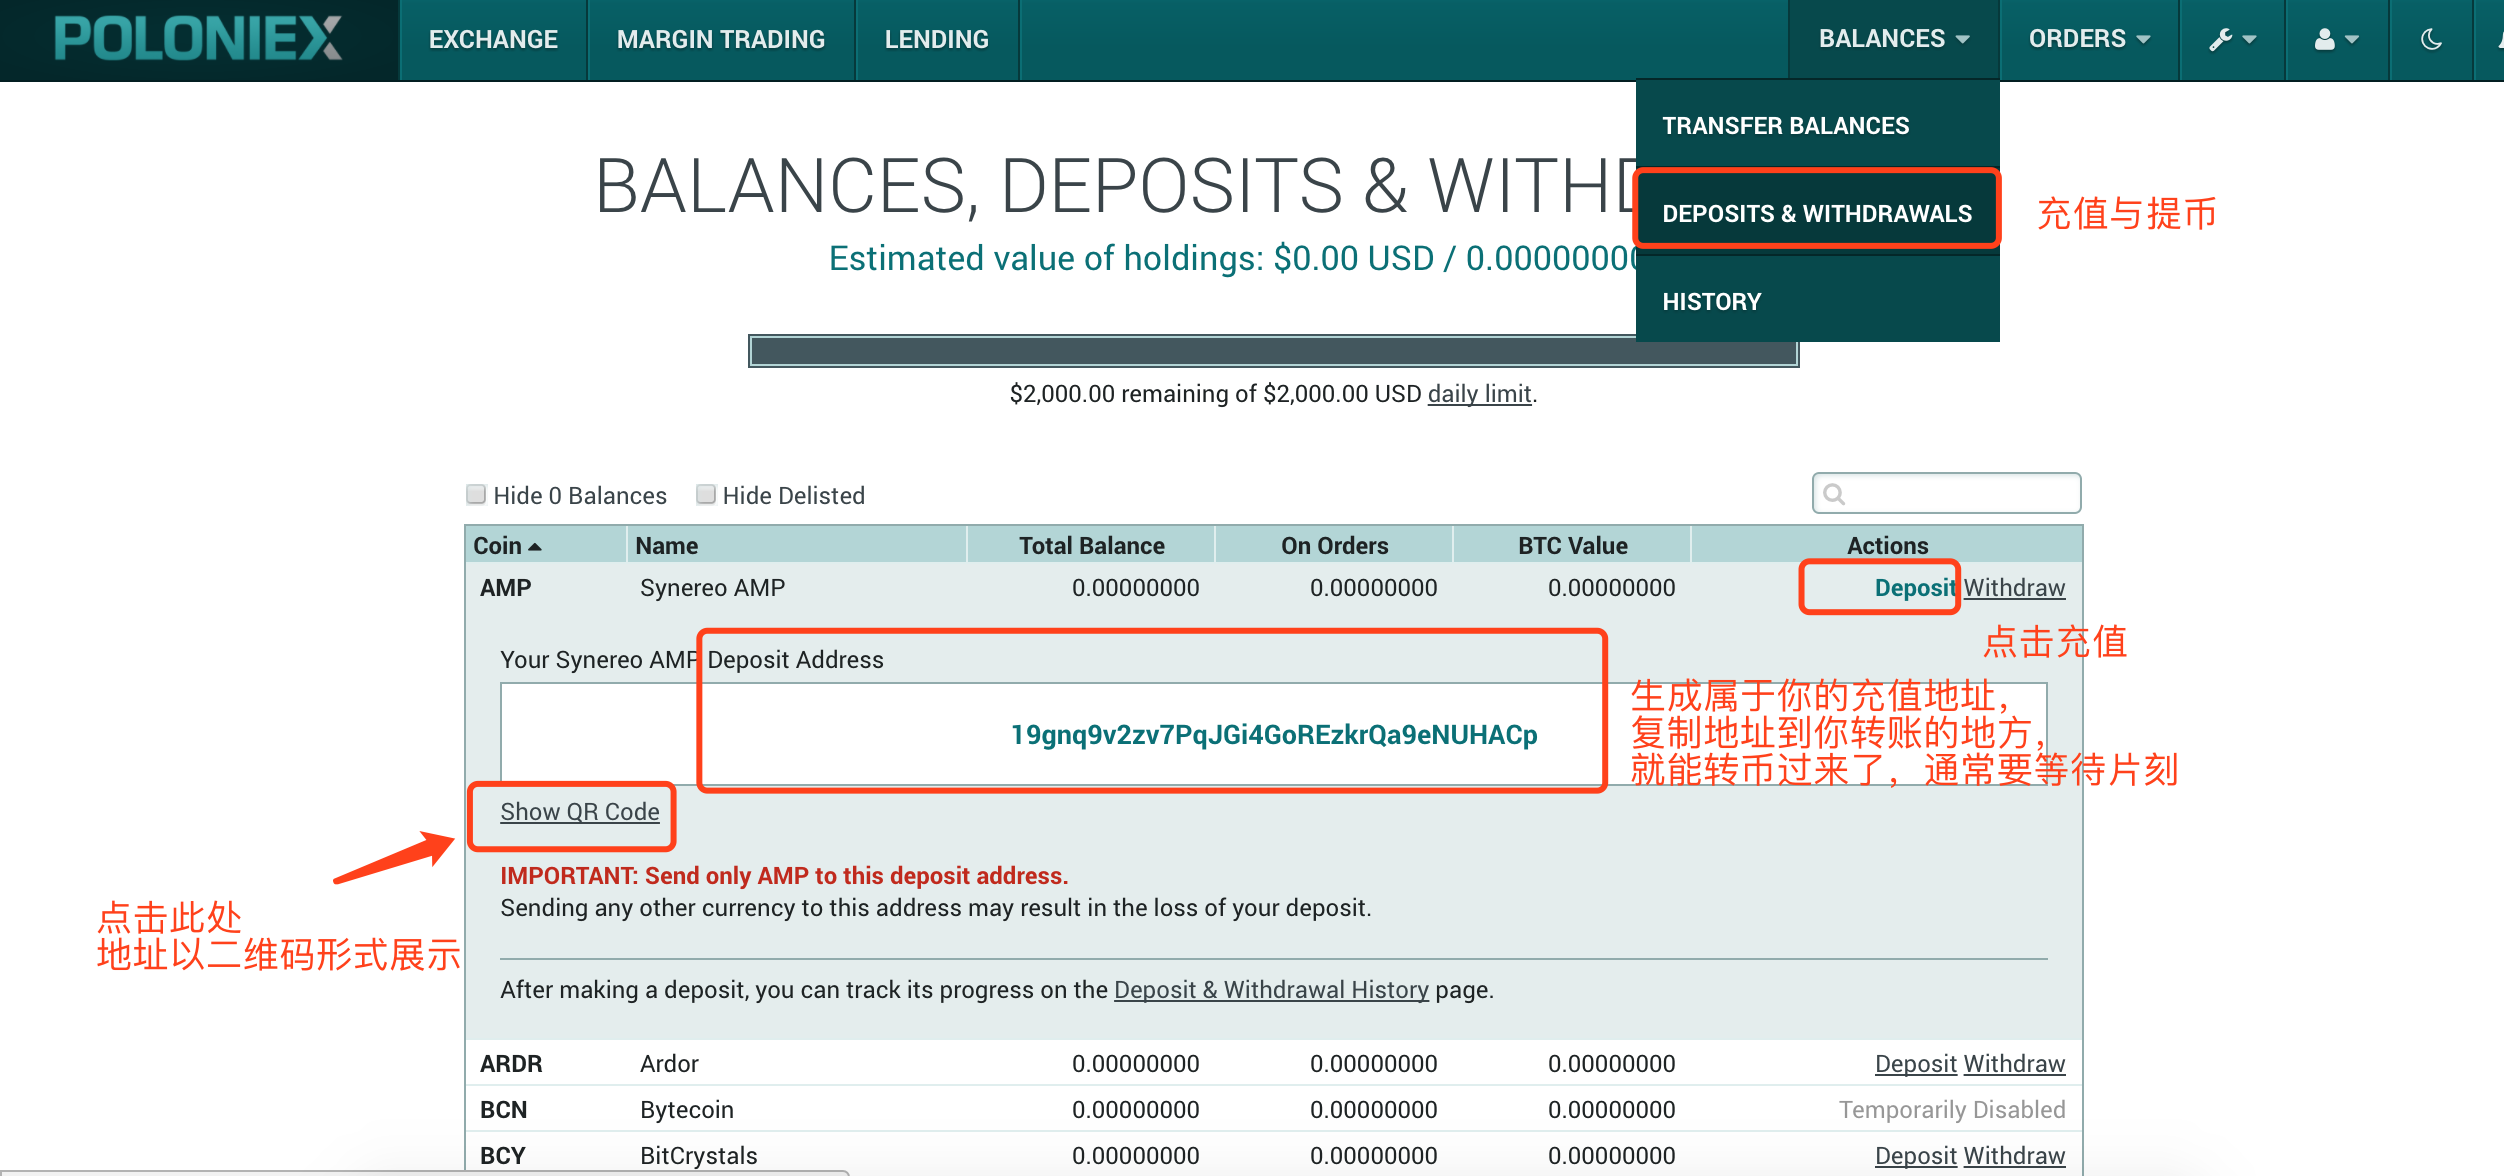 POLONIEX
EXCHANGE
MARGIN TRADING
LENDING
BALANCES
ORDERS
TRANSFER BALANCES
DEPOSITS & WITHDRAWALS
HISTORY
充值与提币
BALANCES, DEPOSITS & WITHD
Estimated value of holdings: $0.00 USD / 0.0000000
$2,000.00 remaining of $2,000.00 USD daily limit.
Hide 0 Balances
Hide Delisted
Coin Name Total Balance On Orders BTC Value Actions
AMP Synereo AMP 0.00000000 0.00000000 0.00000000 Deposit Withdraw
点击充值
Your Synereo AMP Deposit Address
19gnq9v2zv7PqJGi4GoREzkrQa9eNUHACp
生成属于你的充值地址，
复制地址到你转账的地方，
就能转币过来了，通常要等待片刻
Show QR Code
点击此处
地址以二维码形式展示
IMPORTANT: Send only AMP to this deposit address.
Sending any other currency to this address may result in the loss of your deposit.
After making a deposit, you can track its progress on the Deposit & Withdrawal History page.
ARDR Ardor 0.00000000 0.00000000 0.00000000 Deposit Withdraw
BCN Bytecoin 0.00000000 0.00000000 0.00000000 Temporarily Disabled
BCY BitCrystals 0.00000000 0.00000000 0.00000000 Deposit Withdraw